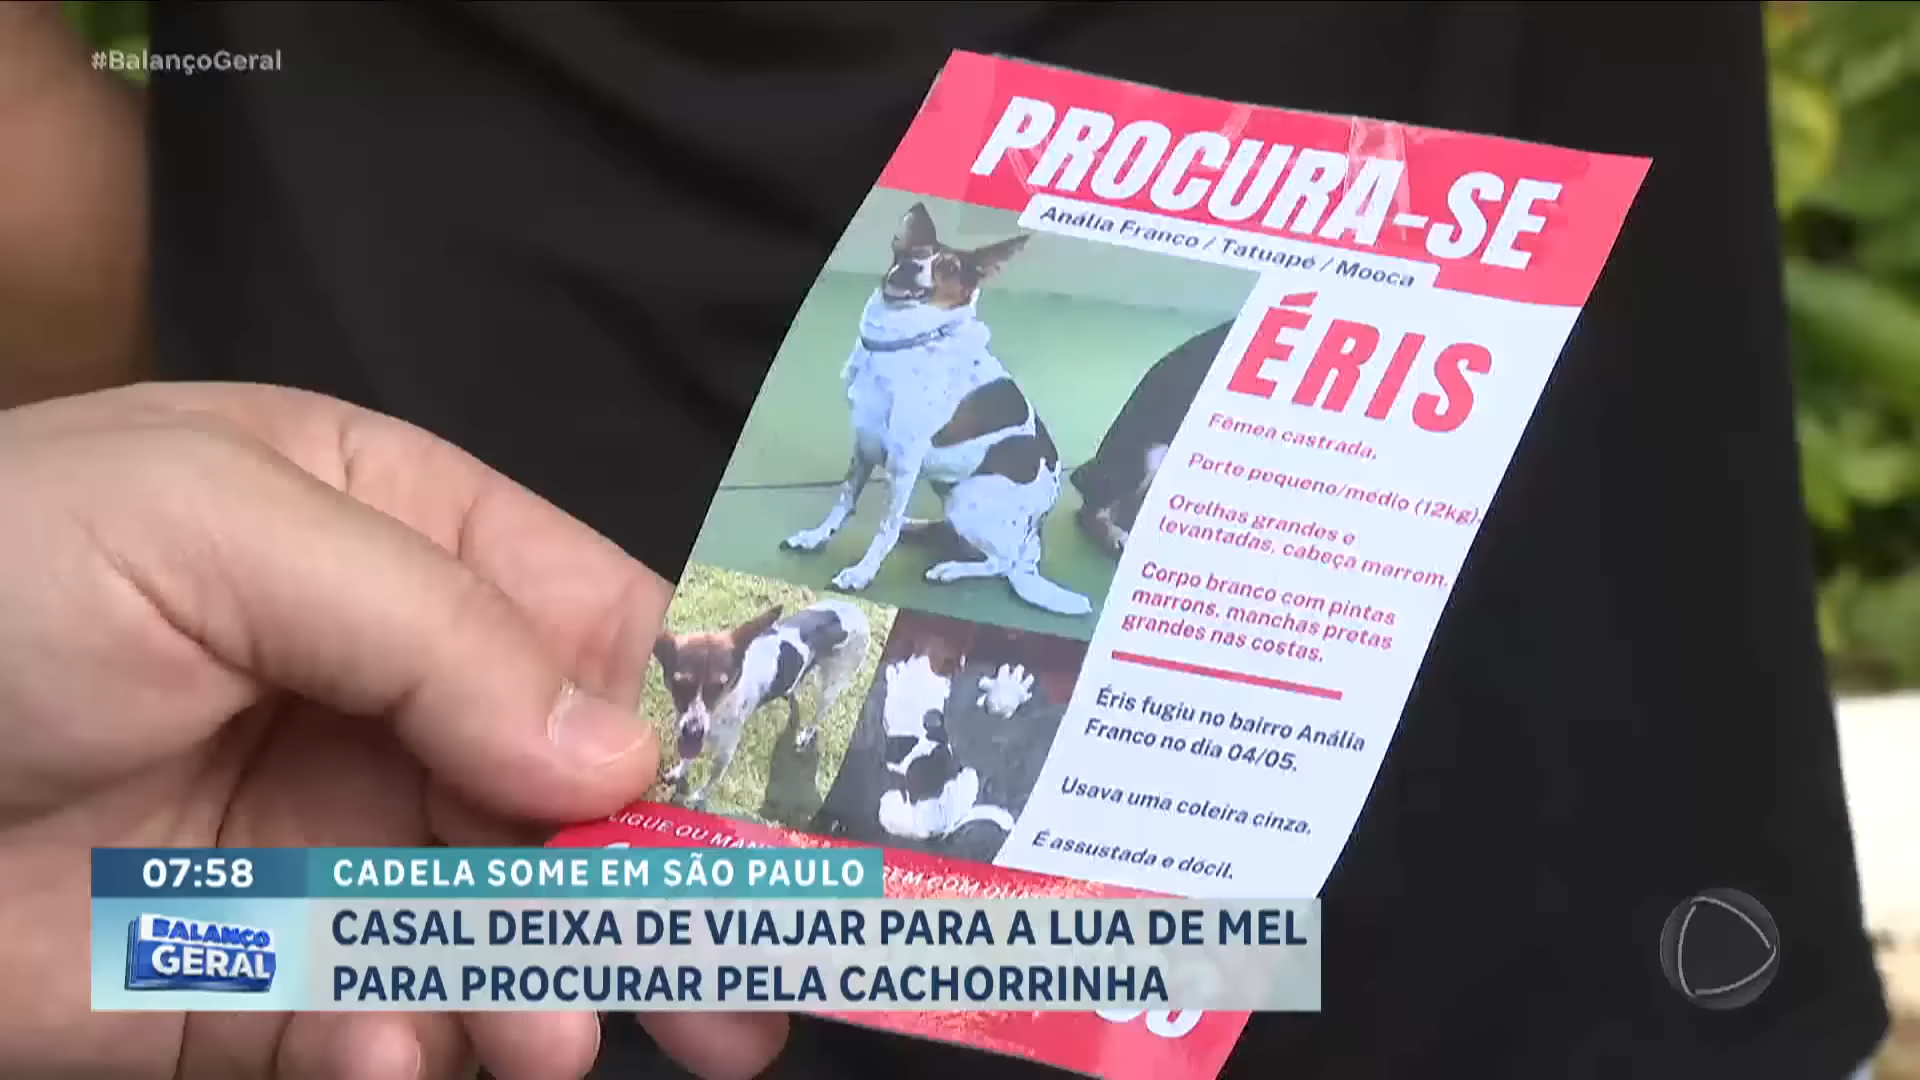 #BalançoGeral
PROCURA-SE
Anália Franco / Tatuapé / Mooca
ÉRIS
Fêmea castrada.
Porte pequeno/médio (12kg).
Orelhas grandes e
levantadas, cabeça marrom.
Corpo branco com pintas
marrons, manchas pretas
grandes nas costas.
Éris fugiu no bairro Anália
Franco no dia 04/05.
Usava uma coleira cinza.
É assustada e dócil.
LIGUE OU COM
07:58
CADELA SOME EM SÃO PAULO
BALANÇO
GERAL
CASAL DEIXA DE VIAJAR PARA A LUA DE MEL
PARA PROCURAR PELA CACHORRINHA